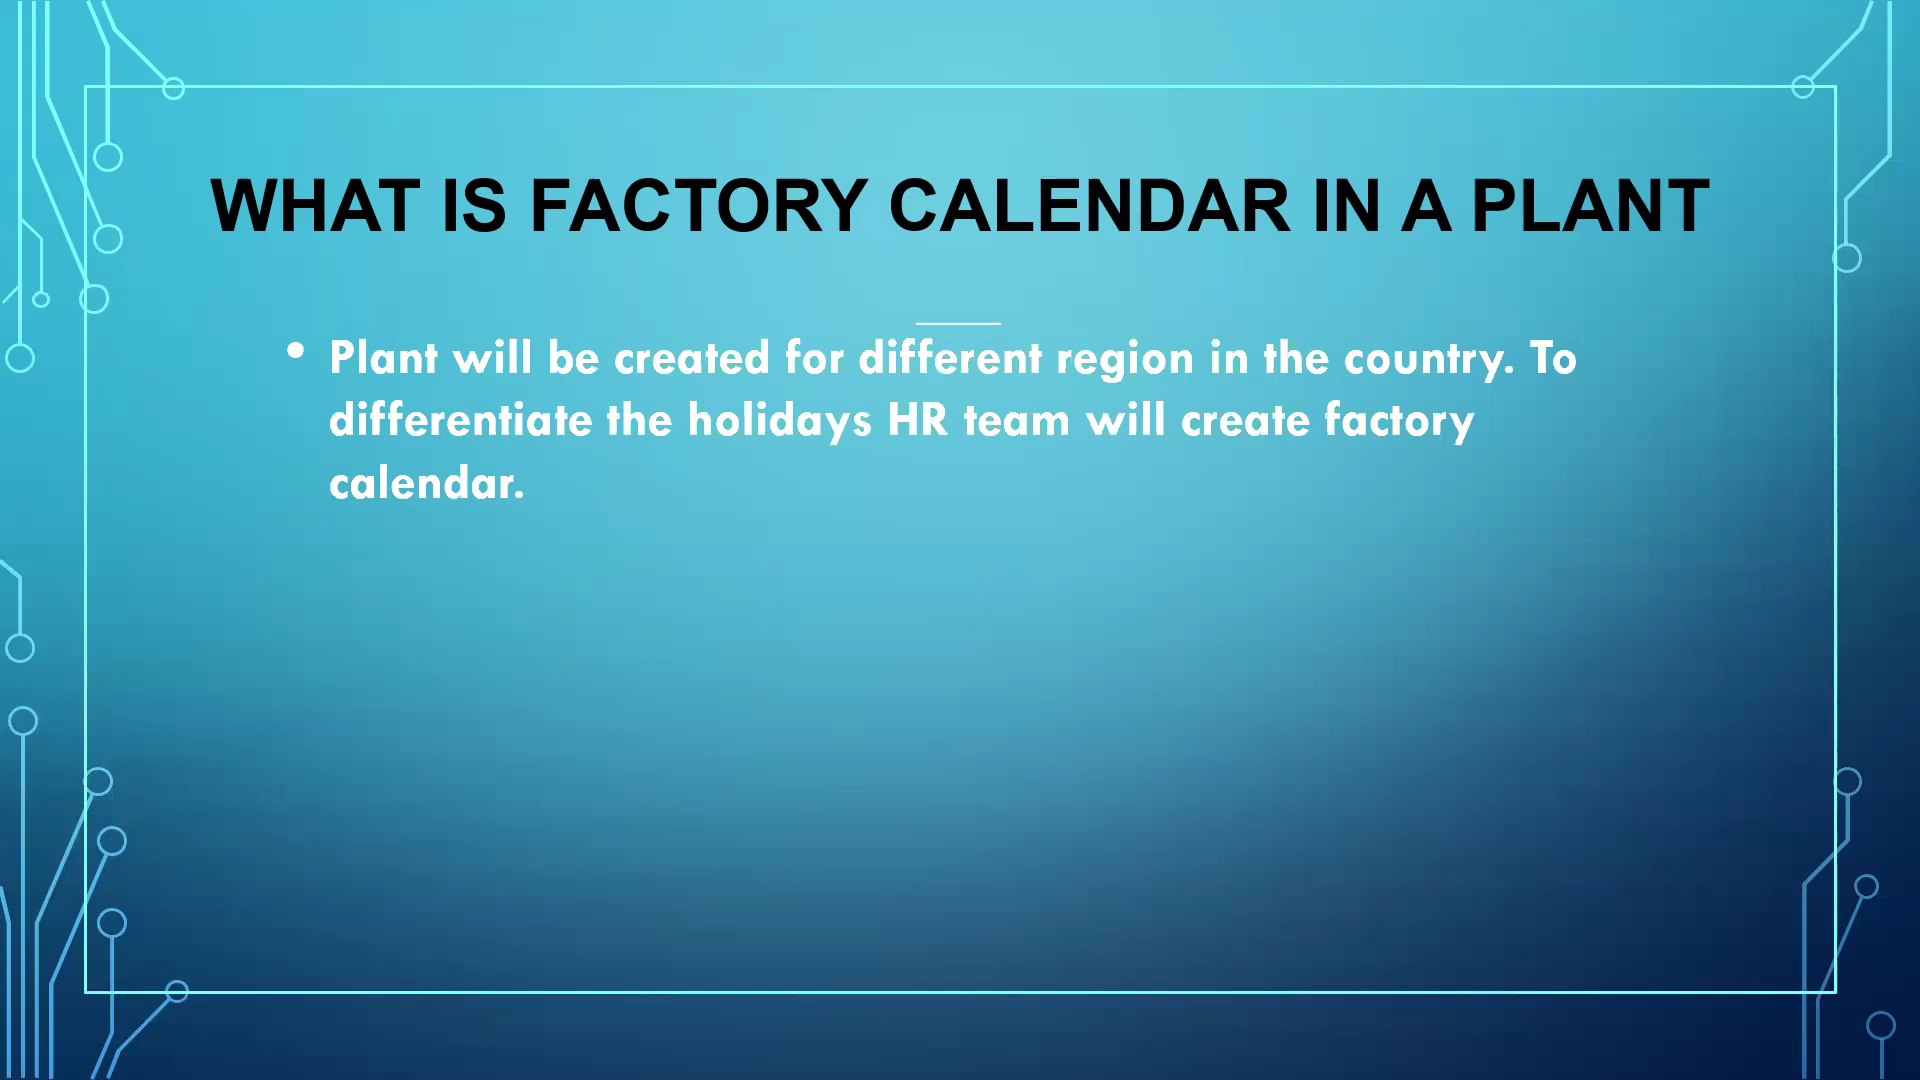 WHAT IS FACTORY CALENDAR IN A PLANT
• Plant will be created for different region in the country. To
differentiate the holidays HR team will create factory
calendar.